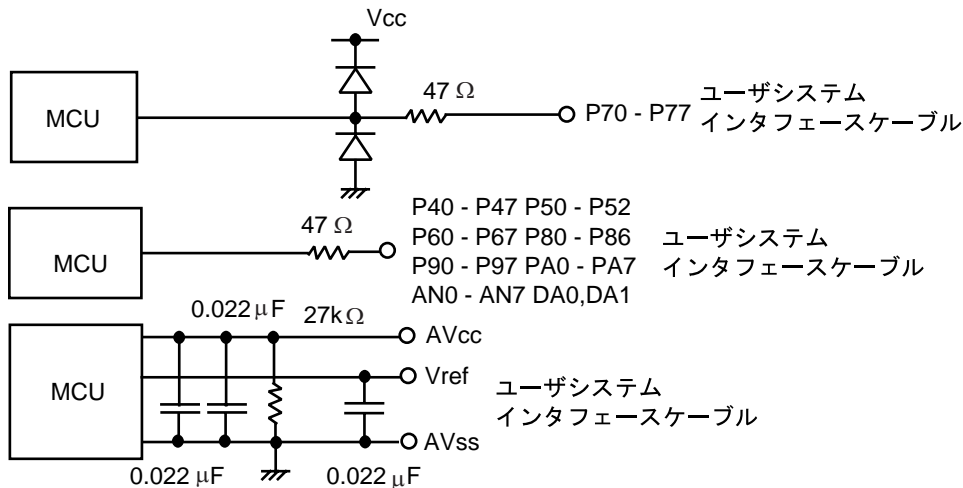 Vcc
MCU
47 Ω
P70 - P77
ユーザシステム
インタフェースケーブル
MCU
47 Ω
P40 - P47 P50 - P52
P60 - P67 P80 - P86
P90 - P97 PA0 - PA7
AN0 - AN7 DA0,DA1
ユーザシステム
インタフェースケーブル
MCU
0.022 μF
27kΩ
AVcc
Vref
AVss
ユーザシステム
インタフェースケーブル
0.022 μF
0.022 μF